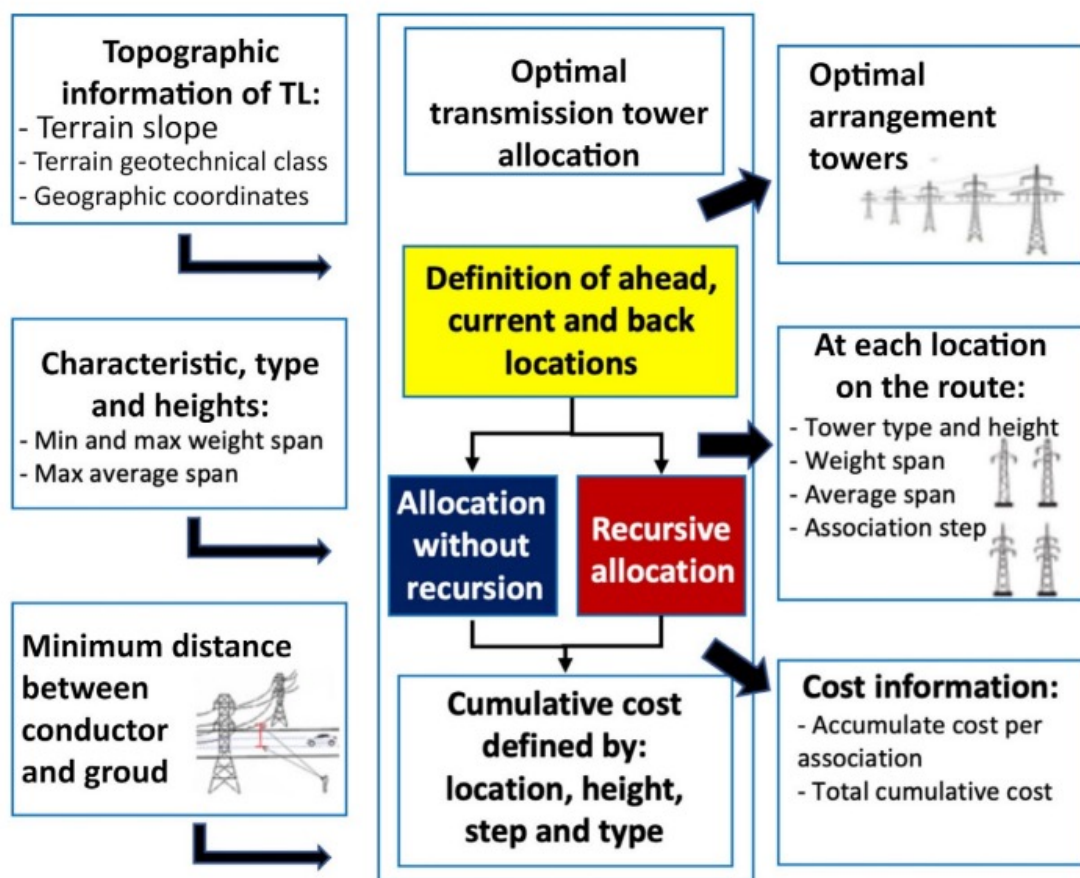 Topographic
information of TL:
- Terrain slope
- Terrain geotechnical class
- Geographic coordinates
Characteristic, type
and heights:
- Min and max weight span
- Max average span
Minimum distance
between
conductor
and groud
Optimal
transmission tower
allocation
Definition of ahead,
current and back
locations
Allocation
without
recursion
Recursive
allocation
Cumulative cost
defined by:
location, height,
step and type
Optimal
arrangement
towers
At each location
on the route:
- Tower type and height
- Weight span
- Average span
- Association step
Cost information:
- Accumulate cost per
association
- Total cumulative cost